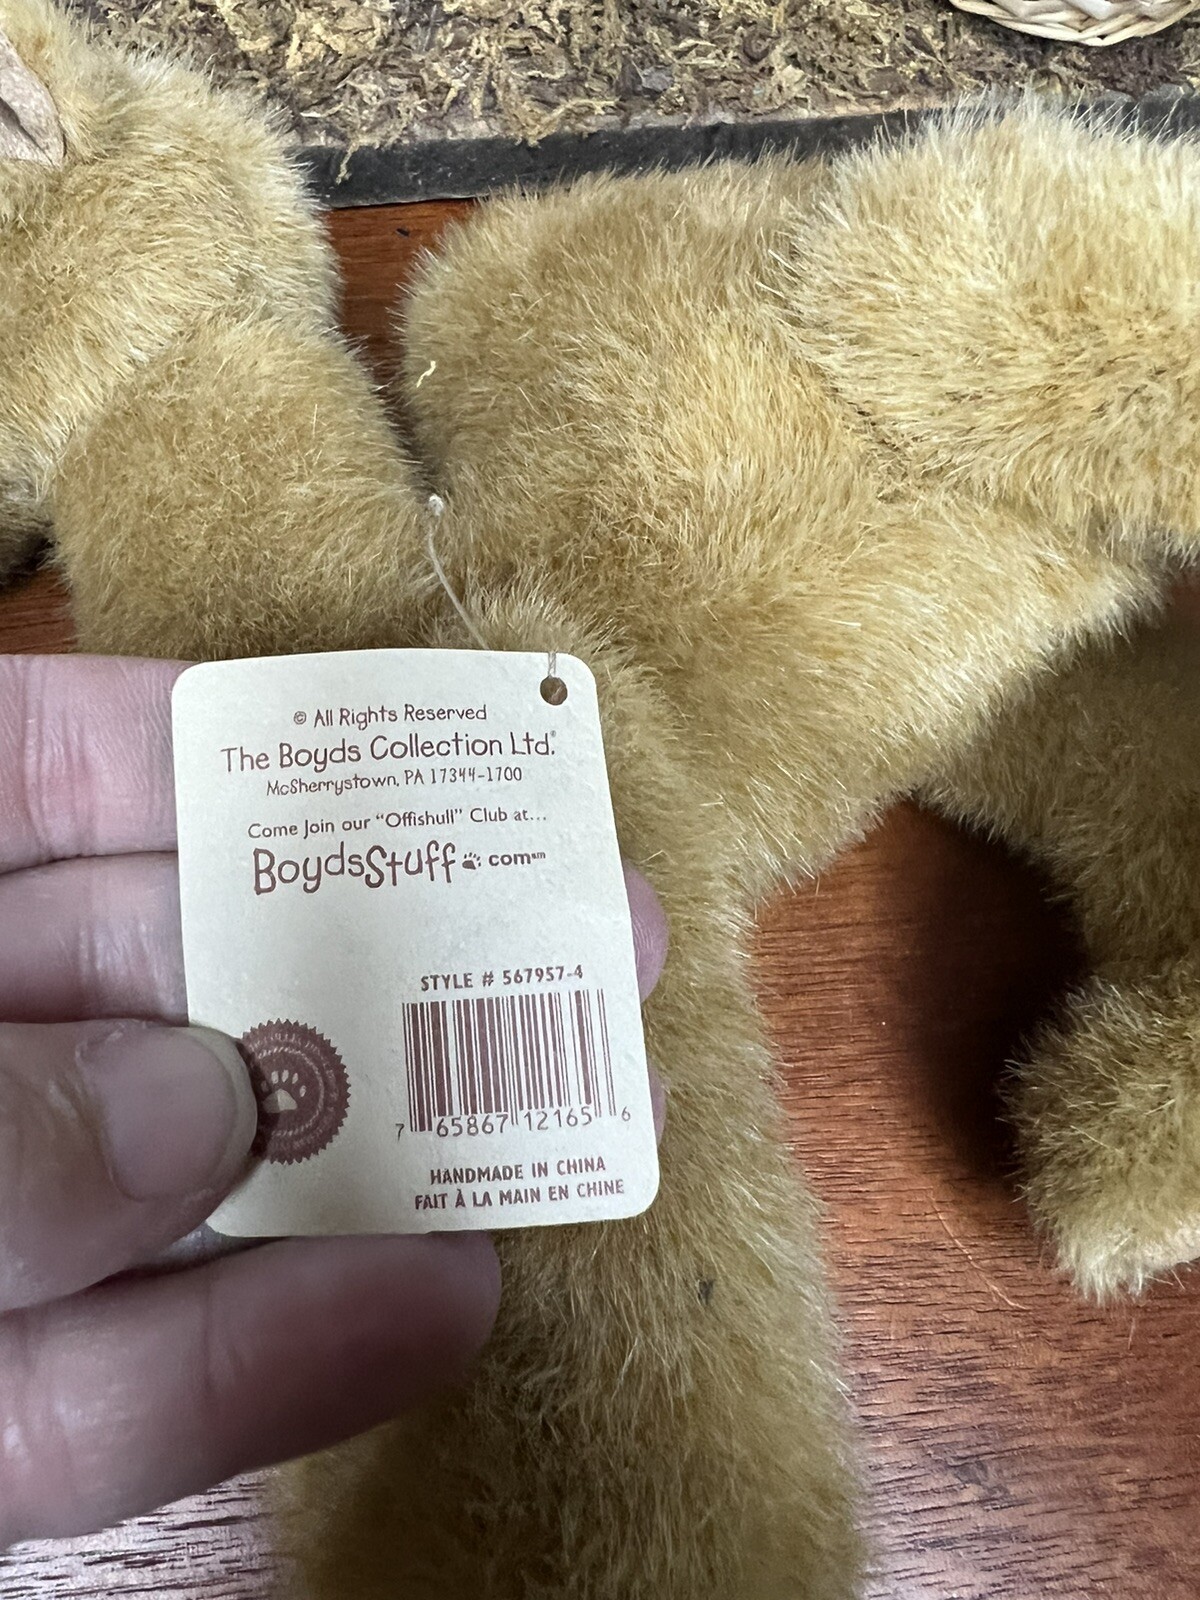 © All Rights Reserved
The Boyds Collection Ltd.®
McSherrystown, PA 17344-1700
Come Join our "Offishull" Club at...
BoydsStuff.com℠
STYLE # 567957-4
7 65867 12165 6
HANDMADE IN CHINA
FAIT À LA MAIN EN CHINE